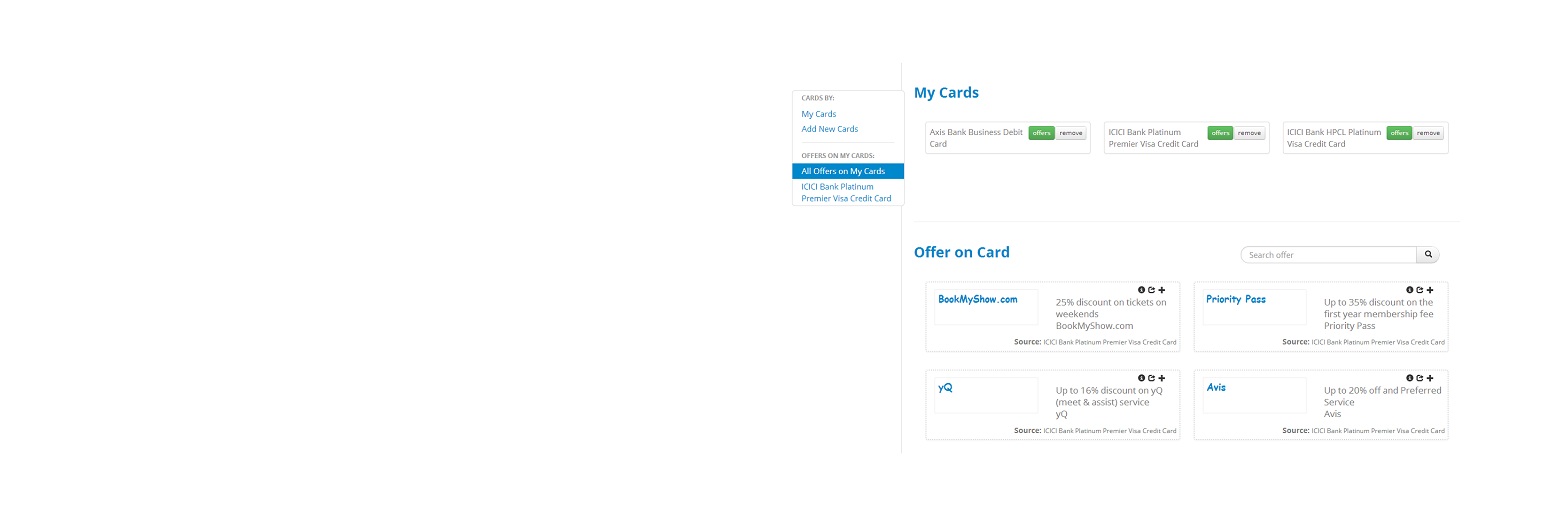 CARDS BY:
My Cards
Add New Cards
OFFERS ON MY CARDS:
All Offers on My Cards
ICICI Bank Platinum
Premier Visa Credit Card
My Cards
Axis Bank Business Debit
Card
offers
remove
ICICI Bank Platinum
Premier Visa Credit Card
offers
remove
ICICI Bank HPCL Platinum
Visa Credit Card
offers
remove
Offer on Card
Search offer
BookMyShow.com
25% discount on tickets on
weekends
BookMyShow.com
Source: ICICI Bank Platinum Premier Visa Credit Card
Priority Pass
Up to 35% discount on the
first year membership fee
Priority Pass
Source: ICICI Bank Platinum Premier Visa Credit Card
yQ
Up to 16% discount on yQ
(meet & assist) service
yQ
Source: ICICI Bank Platinum Premier Visa Credit Card
Avis
Up to 20% off and Preferred
Service
Avis
Source: ICICI Bank Platinum Premier Visa Credit Card